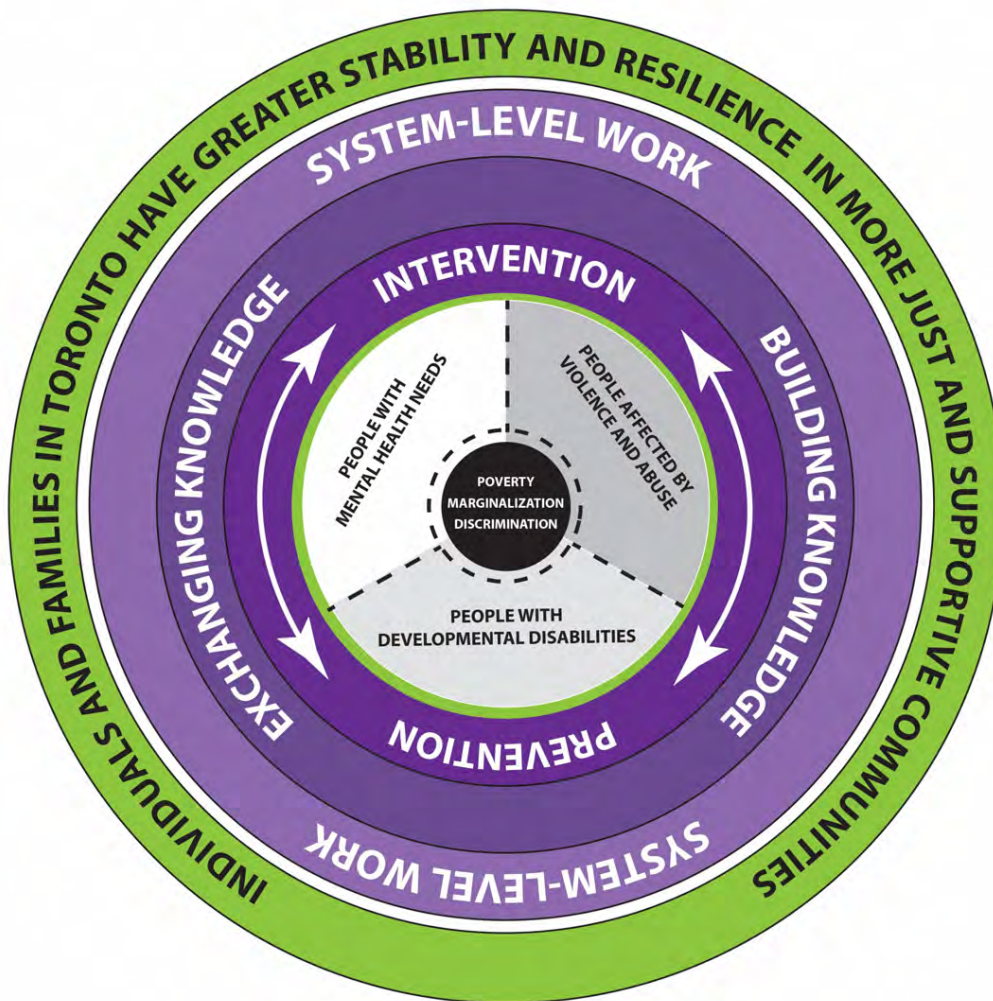 INDIVIDUALS AND FAMILIES IN TORONTO HAVE GREATER STABILITY AND RESILIENCE IN MORE JUST AND SUPPORTIVE COMMUNITIES
SYSTEM-LEVEL WORK
EXCHANGING KNOWLEDGE
BUILDING KNOWLEDGE
INTERVENTION
PEOPLE WITH
MENTAL HEALTH NEEDS
PEOPLE AFFECTED BY
VIOLENCE AND ABUSE
POVERTY
MARGINALIZATION
DISCRIMINATION
PEOPLE WITH
DEVELOPMENTAL DISABILITIES
PREVENTION
SYSTEM-LEVEL WORK